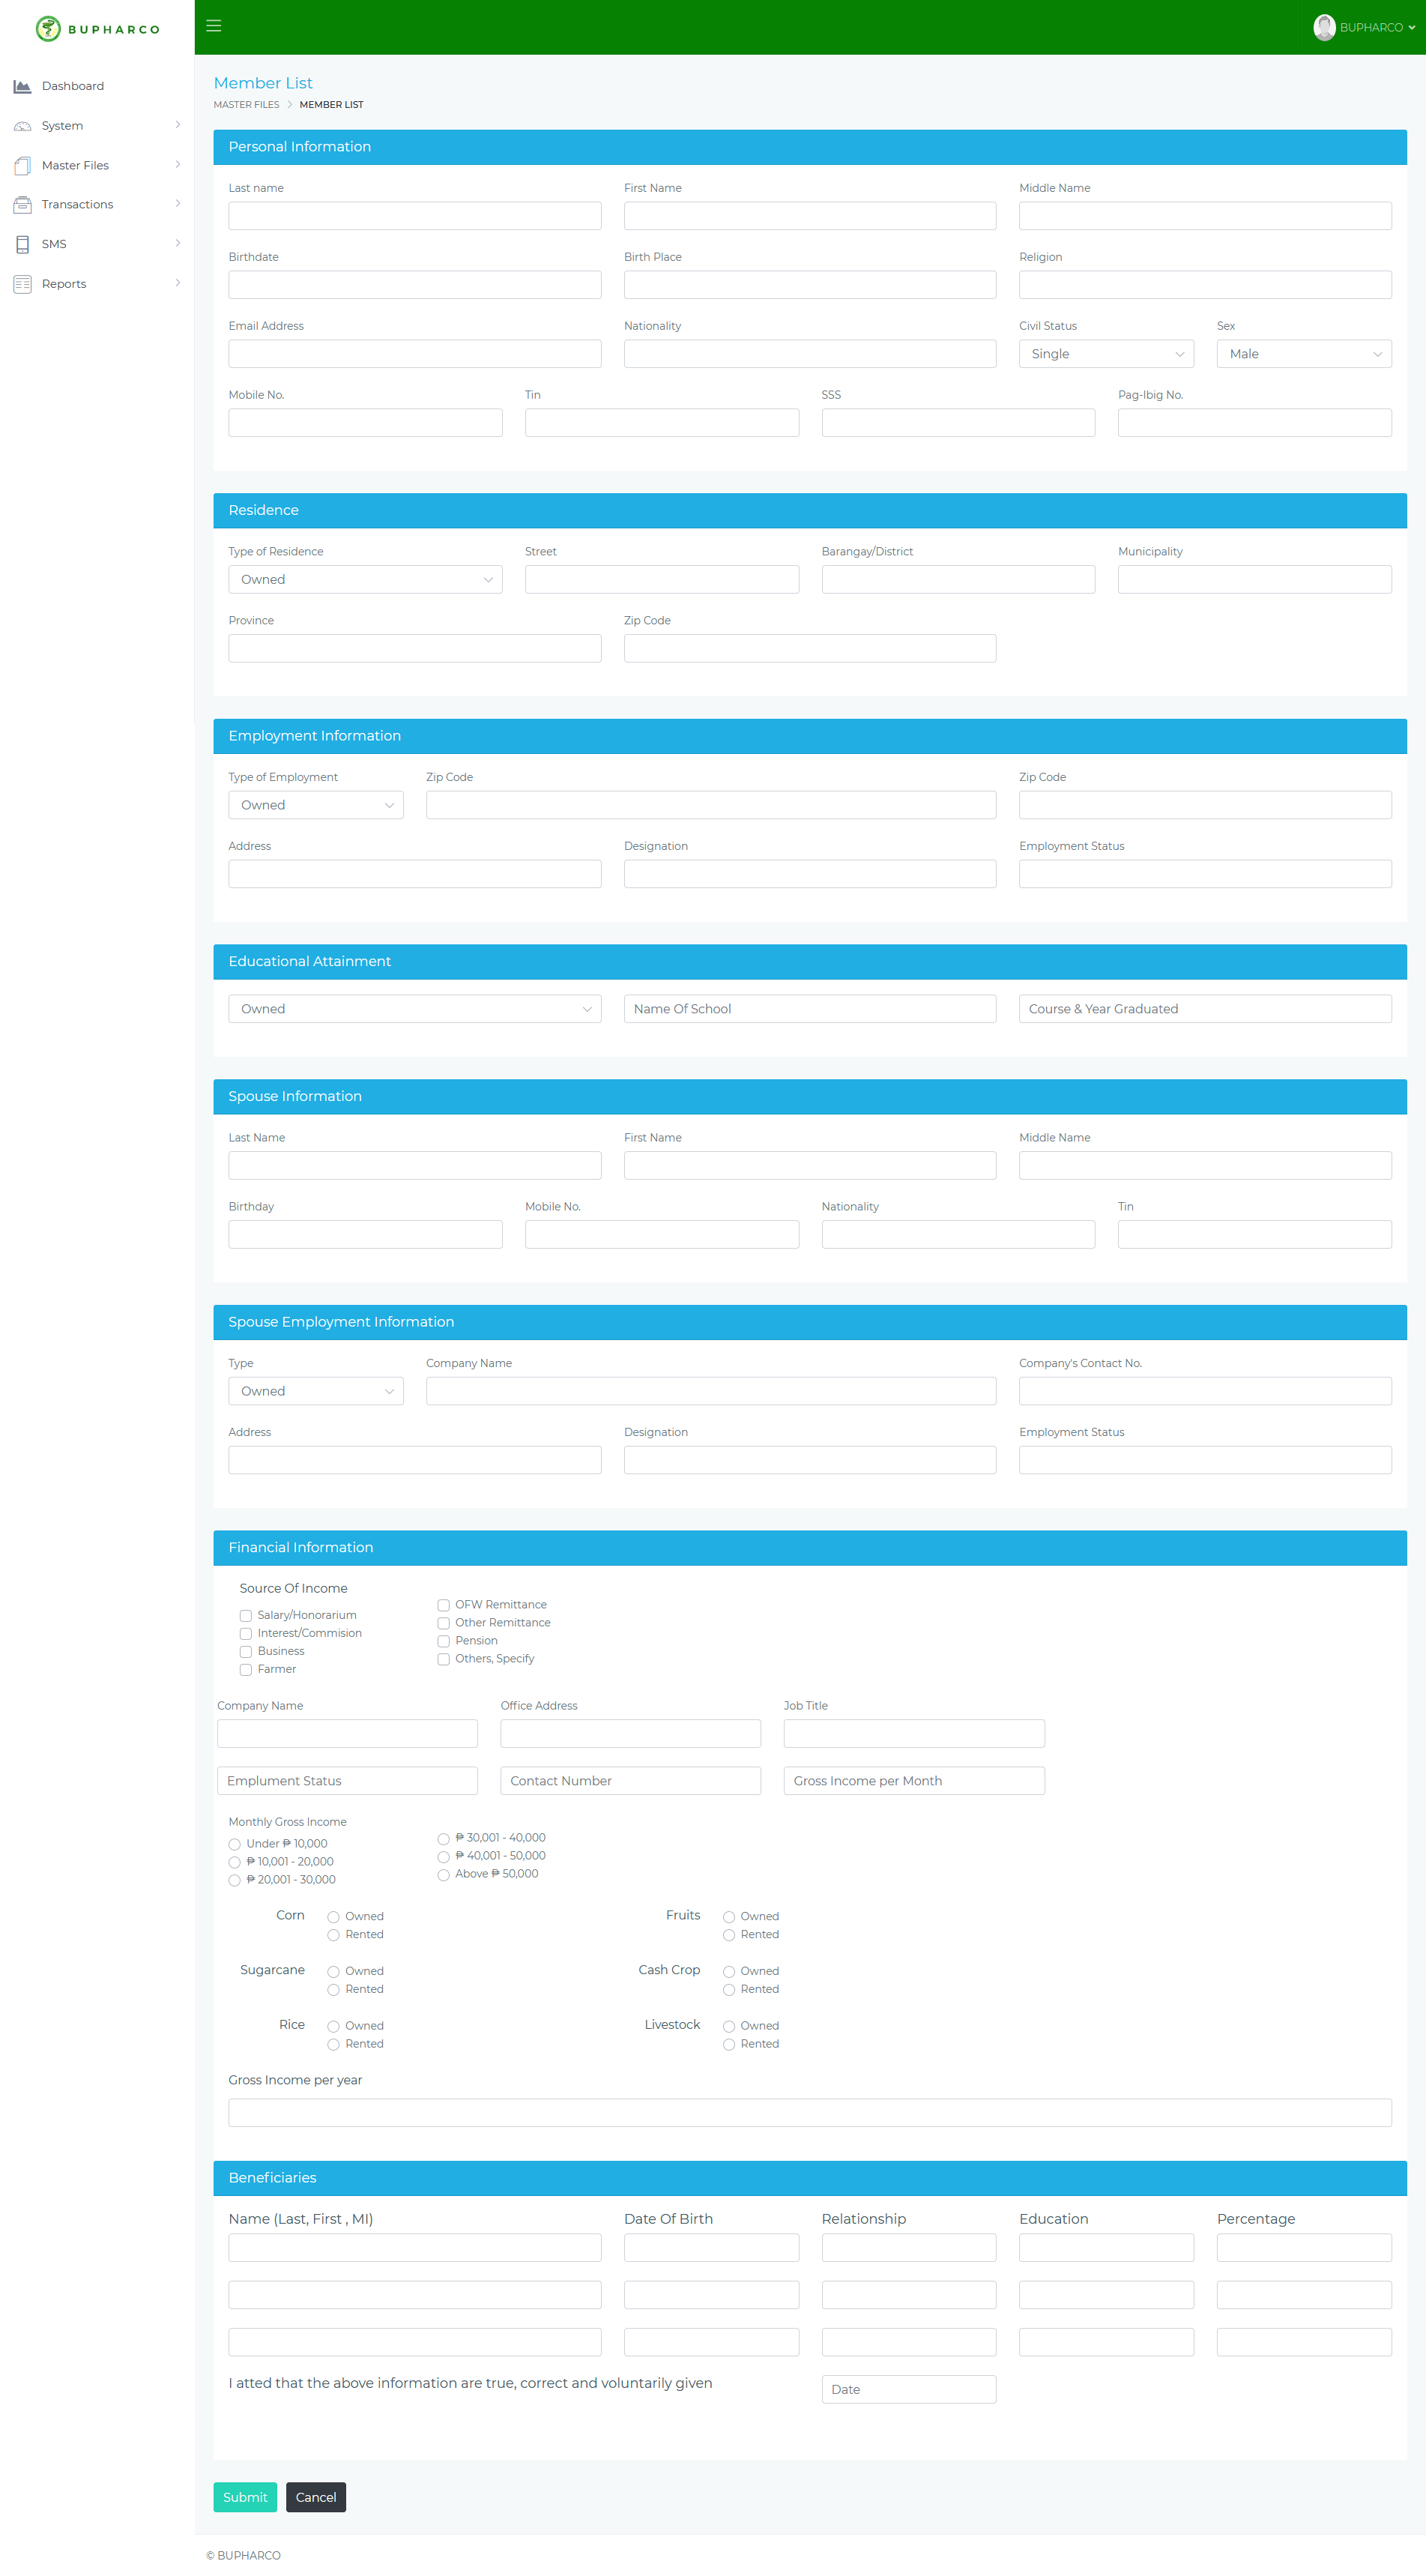 BUPHARCO
BUPHARCO
Dashboard
System
Master Files
Transactions
SMS
Reports
Member List
MASTER FILES > MEMBER LIST
Personal Information
Last name First Name Middle Name
Birthdate Birth Place Religion
Email Address Nationality Civil Status Sex
Single Male
Mobile No. Tin SSS Pag-Ibig No.
Residence
Type of Residence Street Barangay/District Municipality
Owned
Province Zip Code
Employment Information
Type of Employment Zip Code Zip Code
Owned
Address Designation Employment Status
Educational Attainment
Owned Name Of School Course & Year Graduated
Spouse Information
Last Name First Name Middle Name
Birthday Mobile No. Nationality Tin
Spouse Employment Information
Type Company Name Company's Contact No.
Owned
Address Designation Employment Status
Financial Information
Source Of Income
Salary/Honorarium
Interest/Commision
Business
Farmer
OFW Remittance
Other Remittance
Pension
Others, Specify
Company Name Office Address Job Title
Emplument Status Contact Number Gross Income per Month
Monthly Gross Income
Under ₱ 10,000
₱ 10,001 - 20,000
₱ 20,001 - 30,000
₱ 30,001 - 40,000
₱ 40,001 - 50,000
Above ₱ 50,000
Corn Owned Fruits Owned
Rented Rented
Sugarcane Owned Cash Crop Owned
Rented Rented
Rice Owned Livestock Owned
Rented Rented
Gross Income per year
Beneficiaries
Name (Last, First , MI) Date Of Birth Relationship Education Percentage
I atted that the above information are true, correct and voluntarily given Date
Submit Cancel
© BUPHARCO